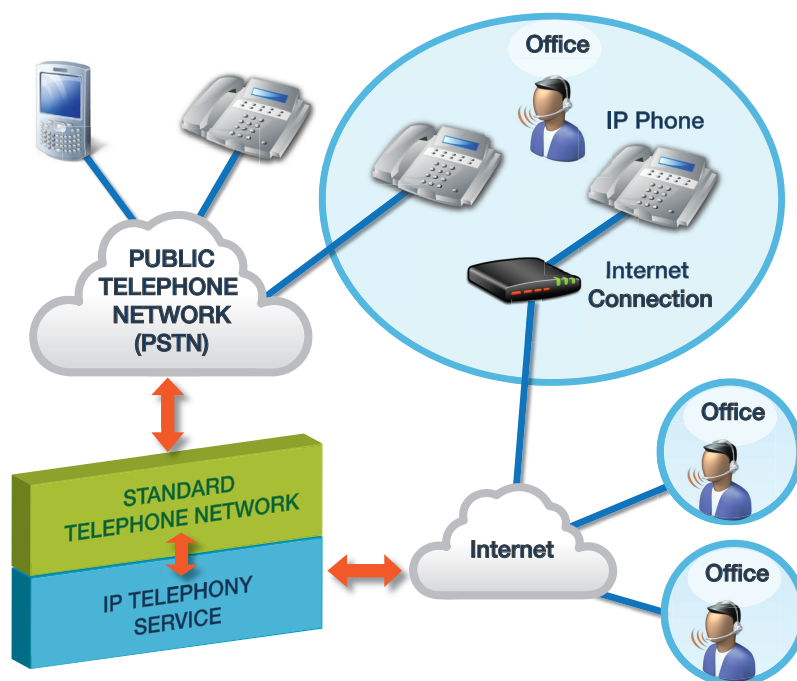 Office
IP Phone
PUBLIC
TELEPHONE
NETWORK
(PSTN)
Internet
Connection
Office
STANDARD
TELEPHONE NETWORK
Internet
IP TELEPHONY
SERVICE
Office